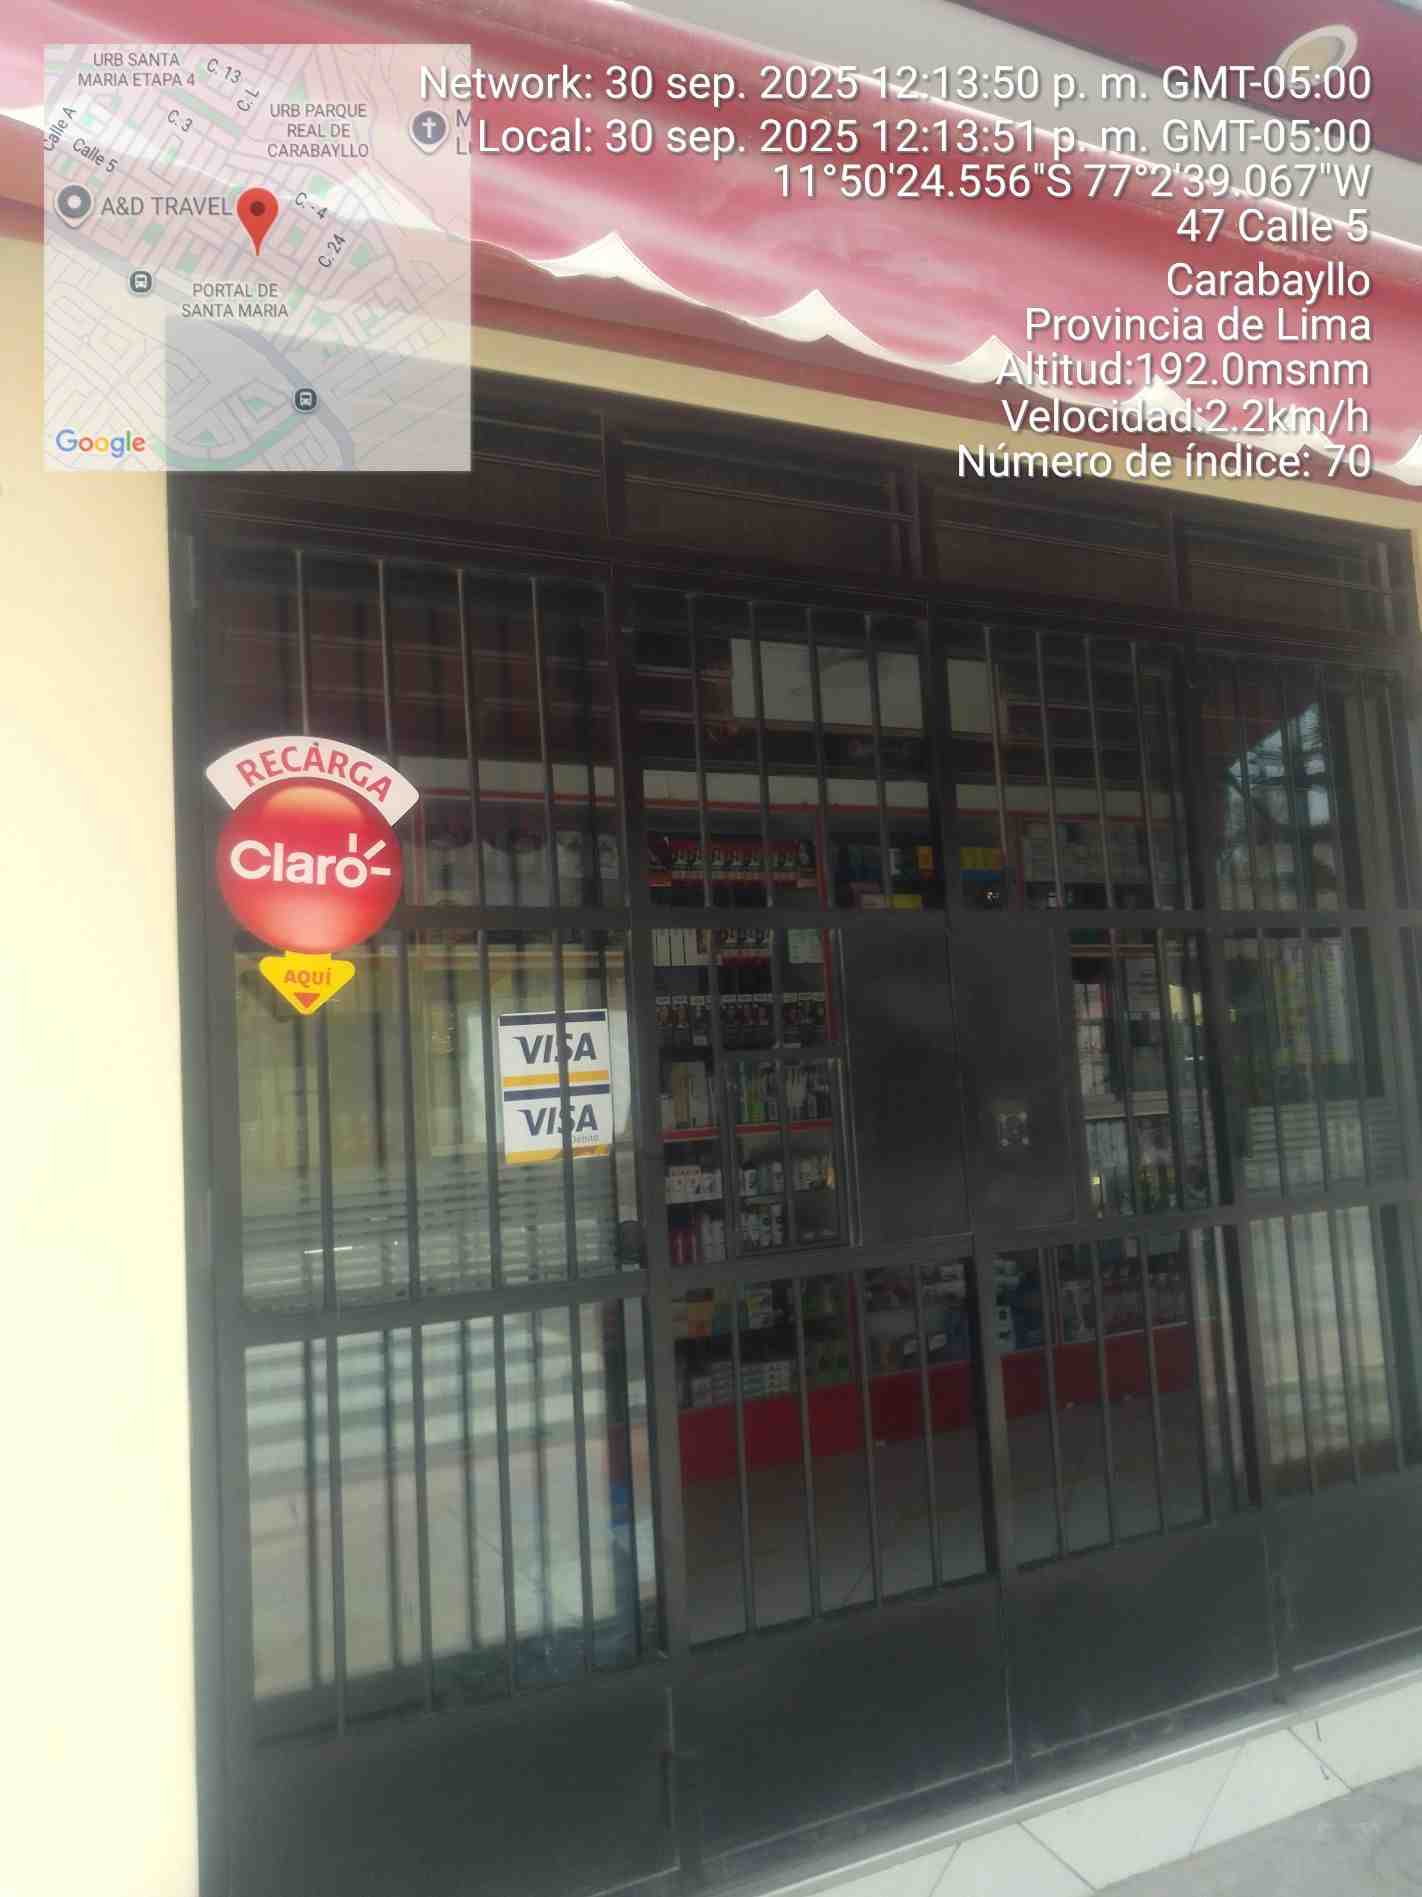 URB SANTA
MARIA ETAPA 4
C. 13
C. L
C. 3
URB PARQUE
REAL DE
CARABAYLLO
Calle A
Calle 5
A&D TRAVEL
C. - 4
C. 24
PORTAL DE
SANTA MARIA
Google
Network: 30 sep. 2025 12:13:50 p. m. GMT-05:00
Local: 30 sep. 2025 12:13:51 p. m. GMT-05:00
11°50'24.556"S 77°2'39.067"W
47 Calle 5
Carabayllo
Provincia de Lima
Altitud:192.0msnm
Velocidad:2.2km/h
Número de índice: 70
RECARGA
Claro
AQUÍ
VISA
VISA
Débito